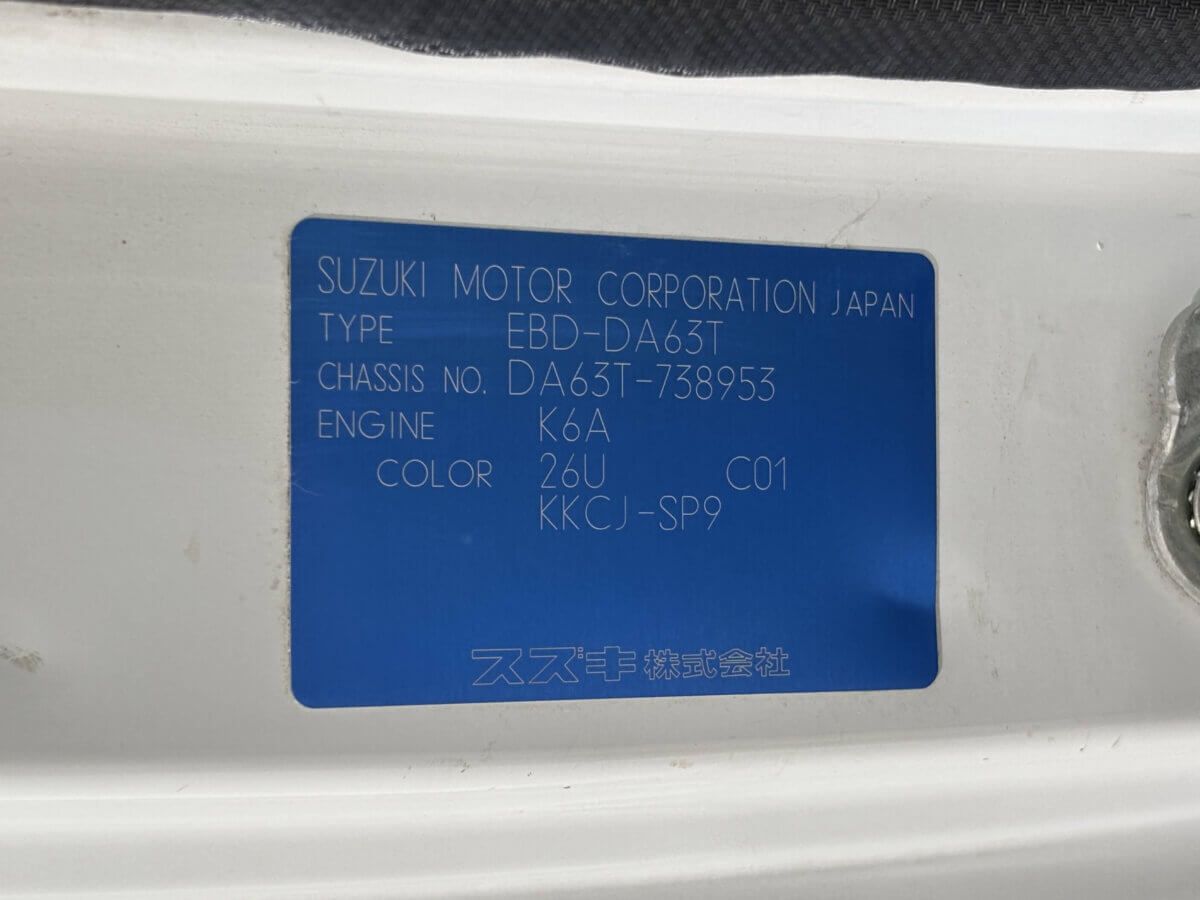 SUZUKI MOTOR CORPORATION JAPAN
TYPE EBD-DA63T
CHASSIS NO. DA63T-738953
ENGINE K6A
COLOR 26U C01
KKCJ-SP9
スズキ株式会社